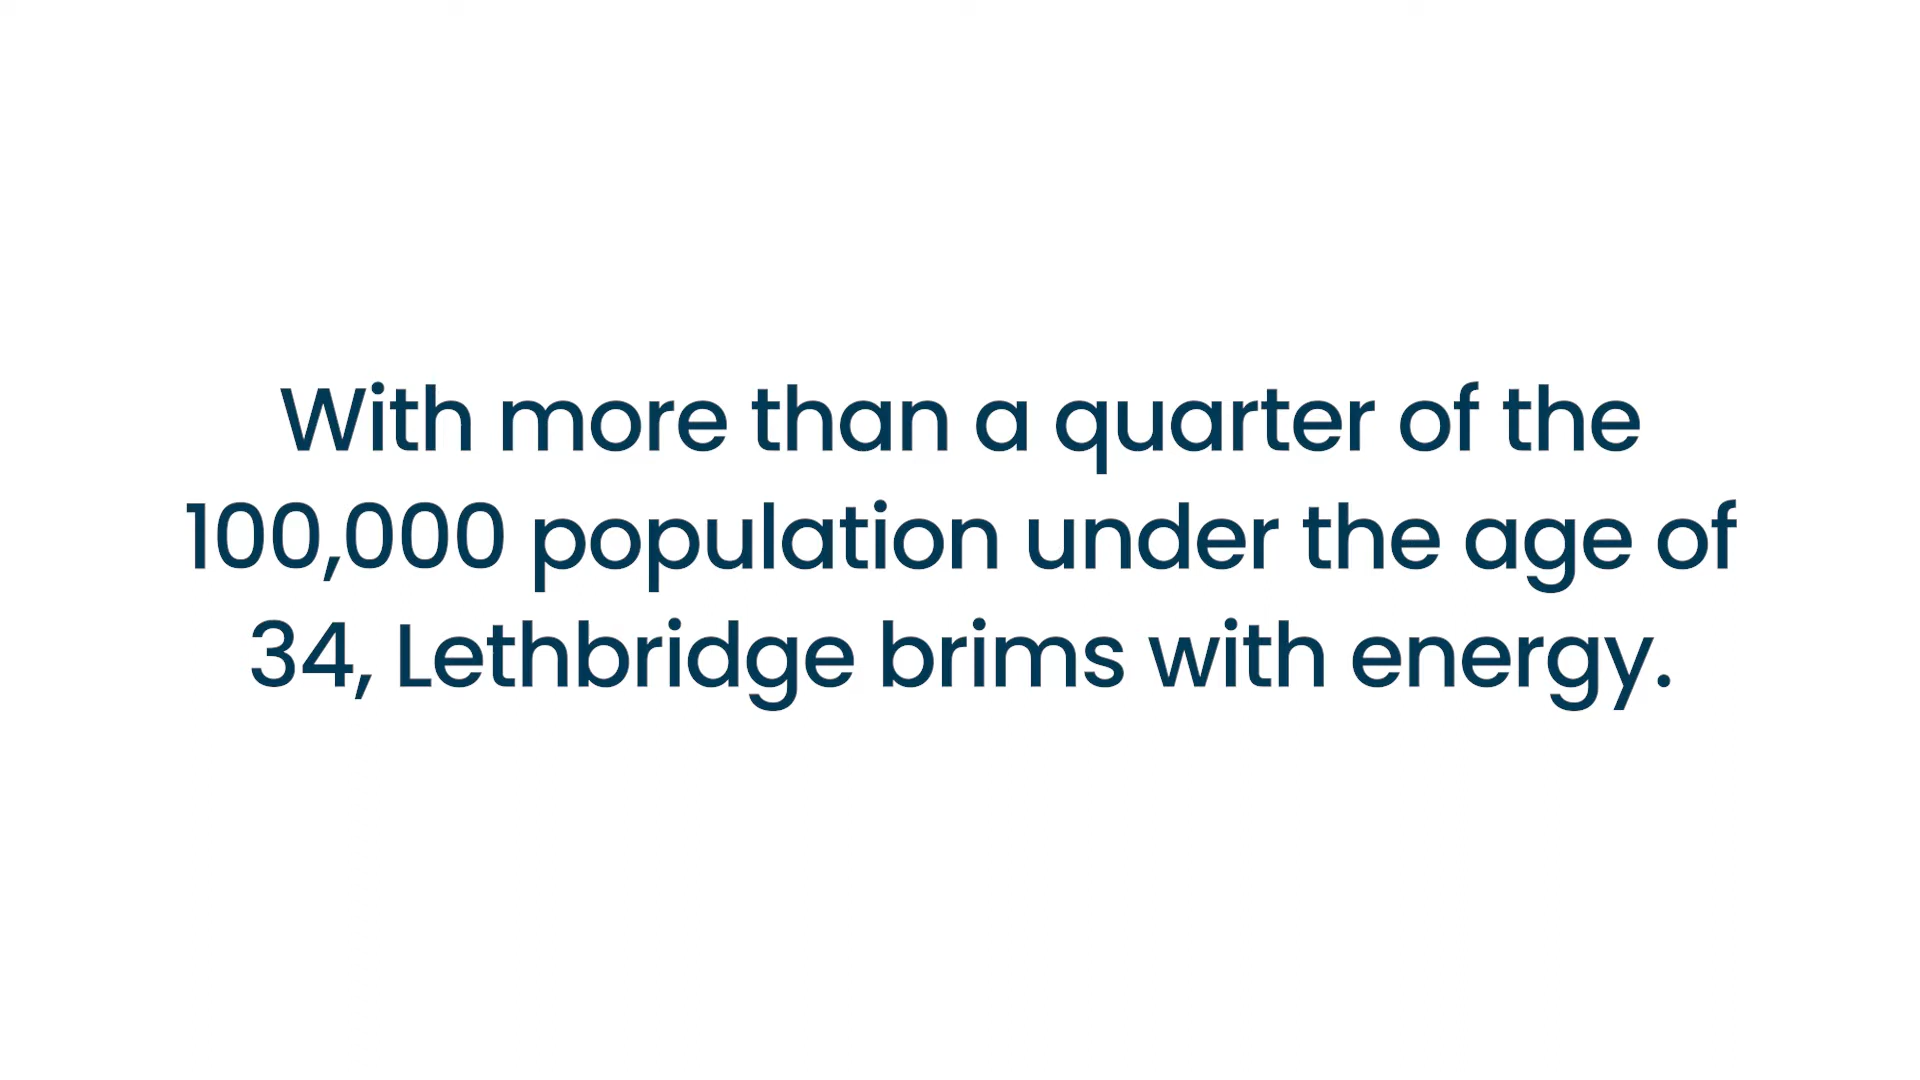 With more than a quarter of the
100,000 population under the age of
34, Lethbridge brims with energy.